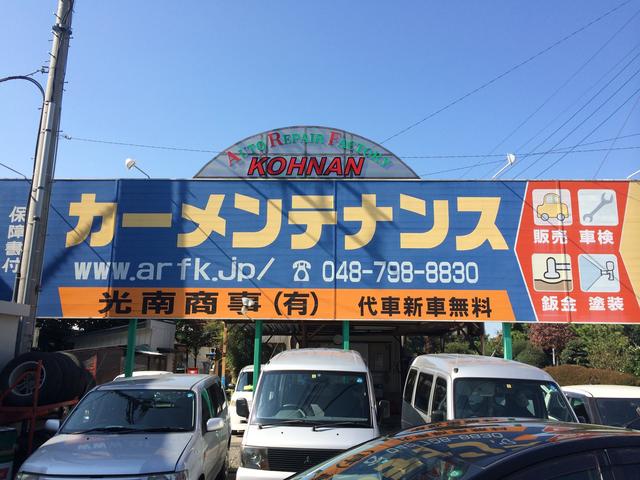 AUTO REPAIR FACTORY
KOHNAN
保障書付
カーメンテナンス
www.arfk.jp/ ☎ 048-798-8830
光南商事(有) 代車新車無料
販売 車検
鈑金 塗装